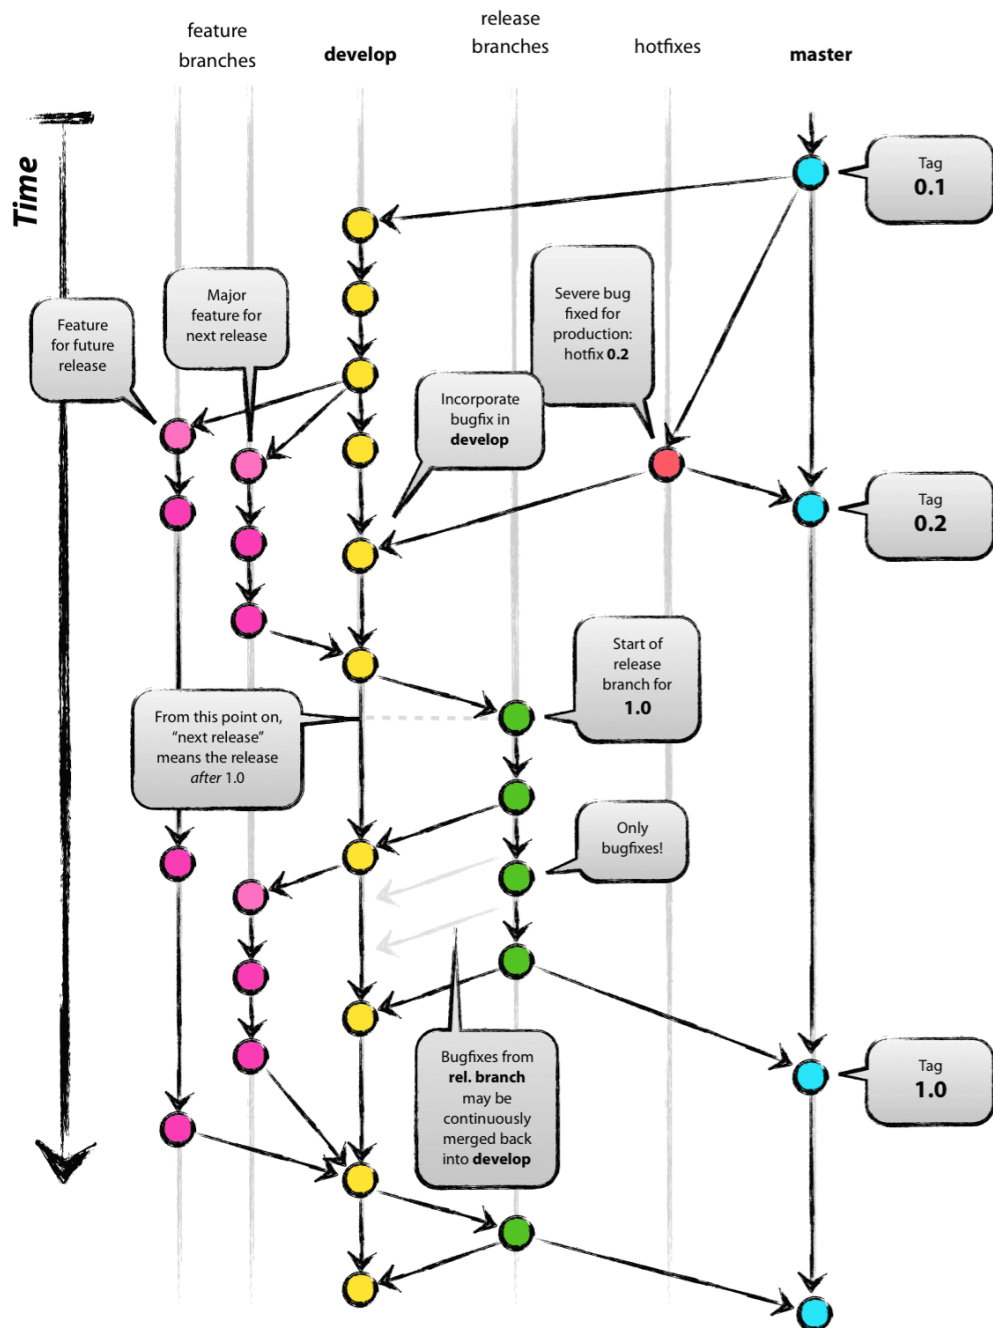 feature
branches
develop
release
branches
hotfixes
master
Time
Tag
0.1
Feature
for future
release
Major
feature for
next release
Severe bug
fixed for
production:
hotfix 0.2
Incorporate
bugfix in
develop
Tag
0.2
Start of
release
branch for
1.0
From this point on,
“next release”
means the release
after 1.0
Only
bugfixes!
Bugfixes from
rel. branch
may be
continuously
merged back
into develop
Tag
1.0